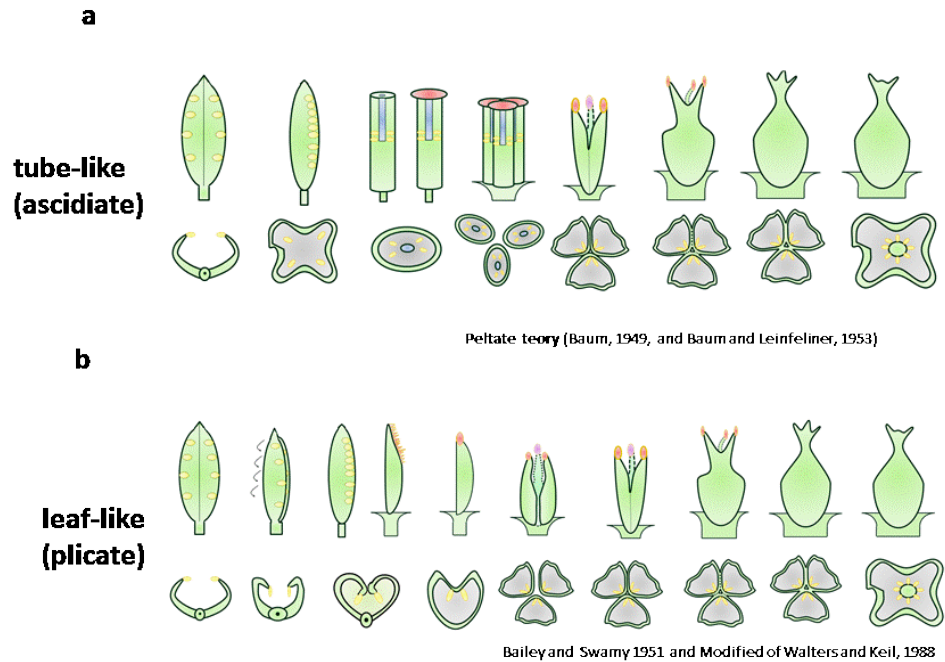 a
tube-like
(ascidiate)
Peltate teory (Baum, 1949, and Baum and Leinfeliner, 1953)
b
leaf-like
(plicate)
Bailey and Swamy 1951 and Modified of Walters and Keil, 1988